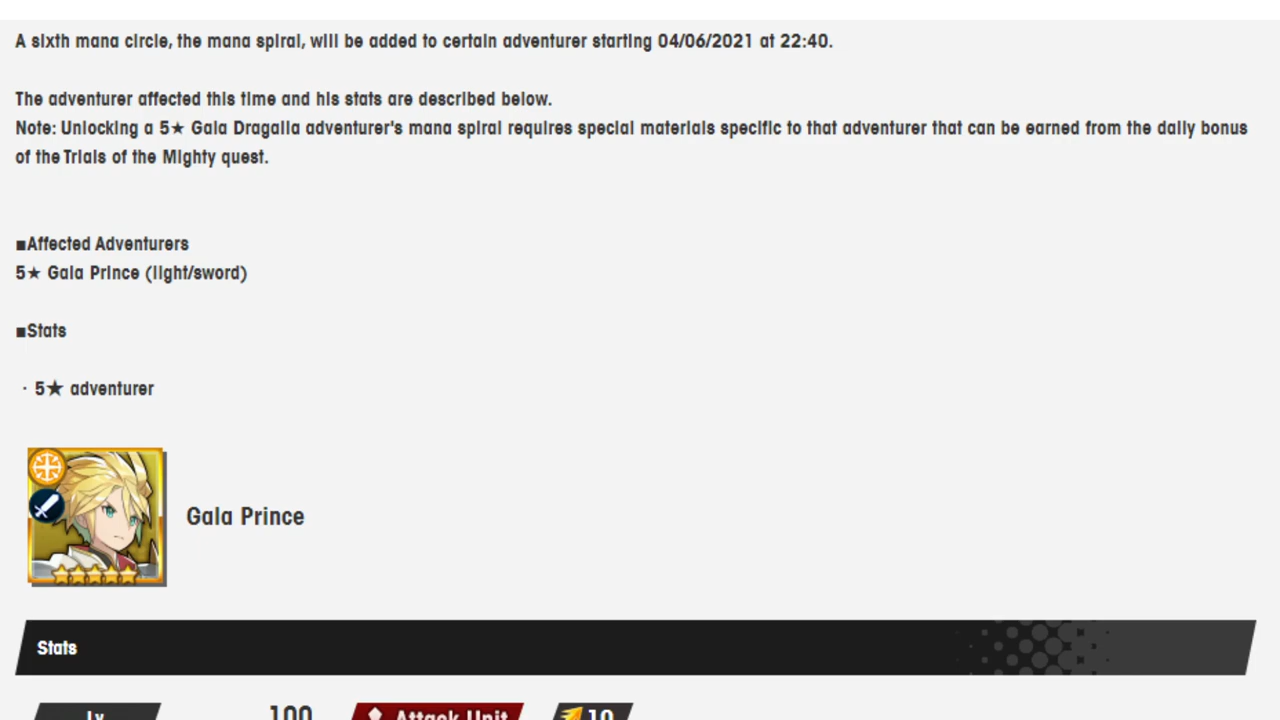 A sixth mana circle, the mana spiral, will be added to certain adventurer starting 04/06/2021 at 22:40.
The adventurer affected this time and his stats are described below.
Note: Unlocking a 5★ Gala Dragalia adventurer's mana spiral requires special materials specific to that adventurer that can be earned from the daily bonus
of the Trials of the Mighty quest.
■Affected Adventurers
5★ Gala Prince (light/sword)
■Stats
・5★ adventurer
Gala Prince
Stats
Lv 100 Attack Unit 10